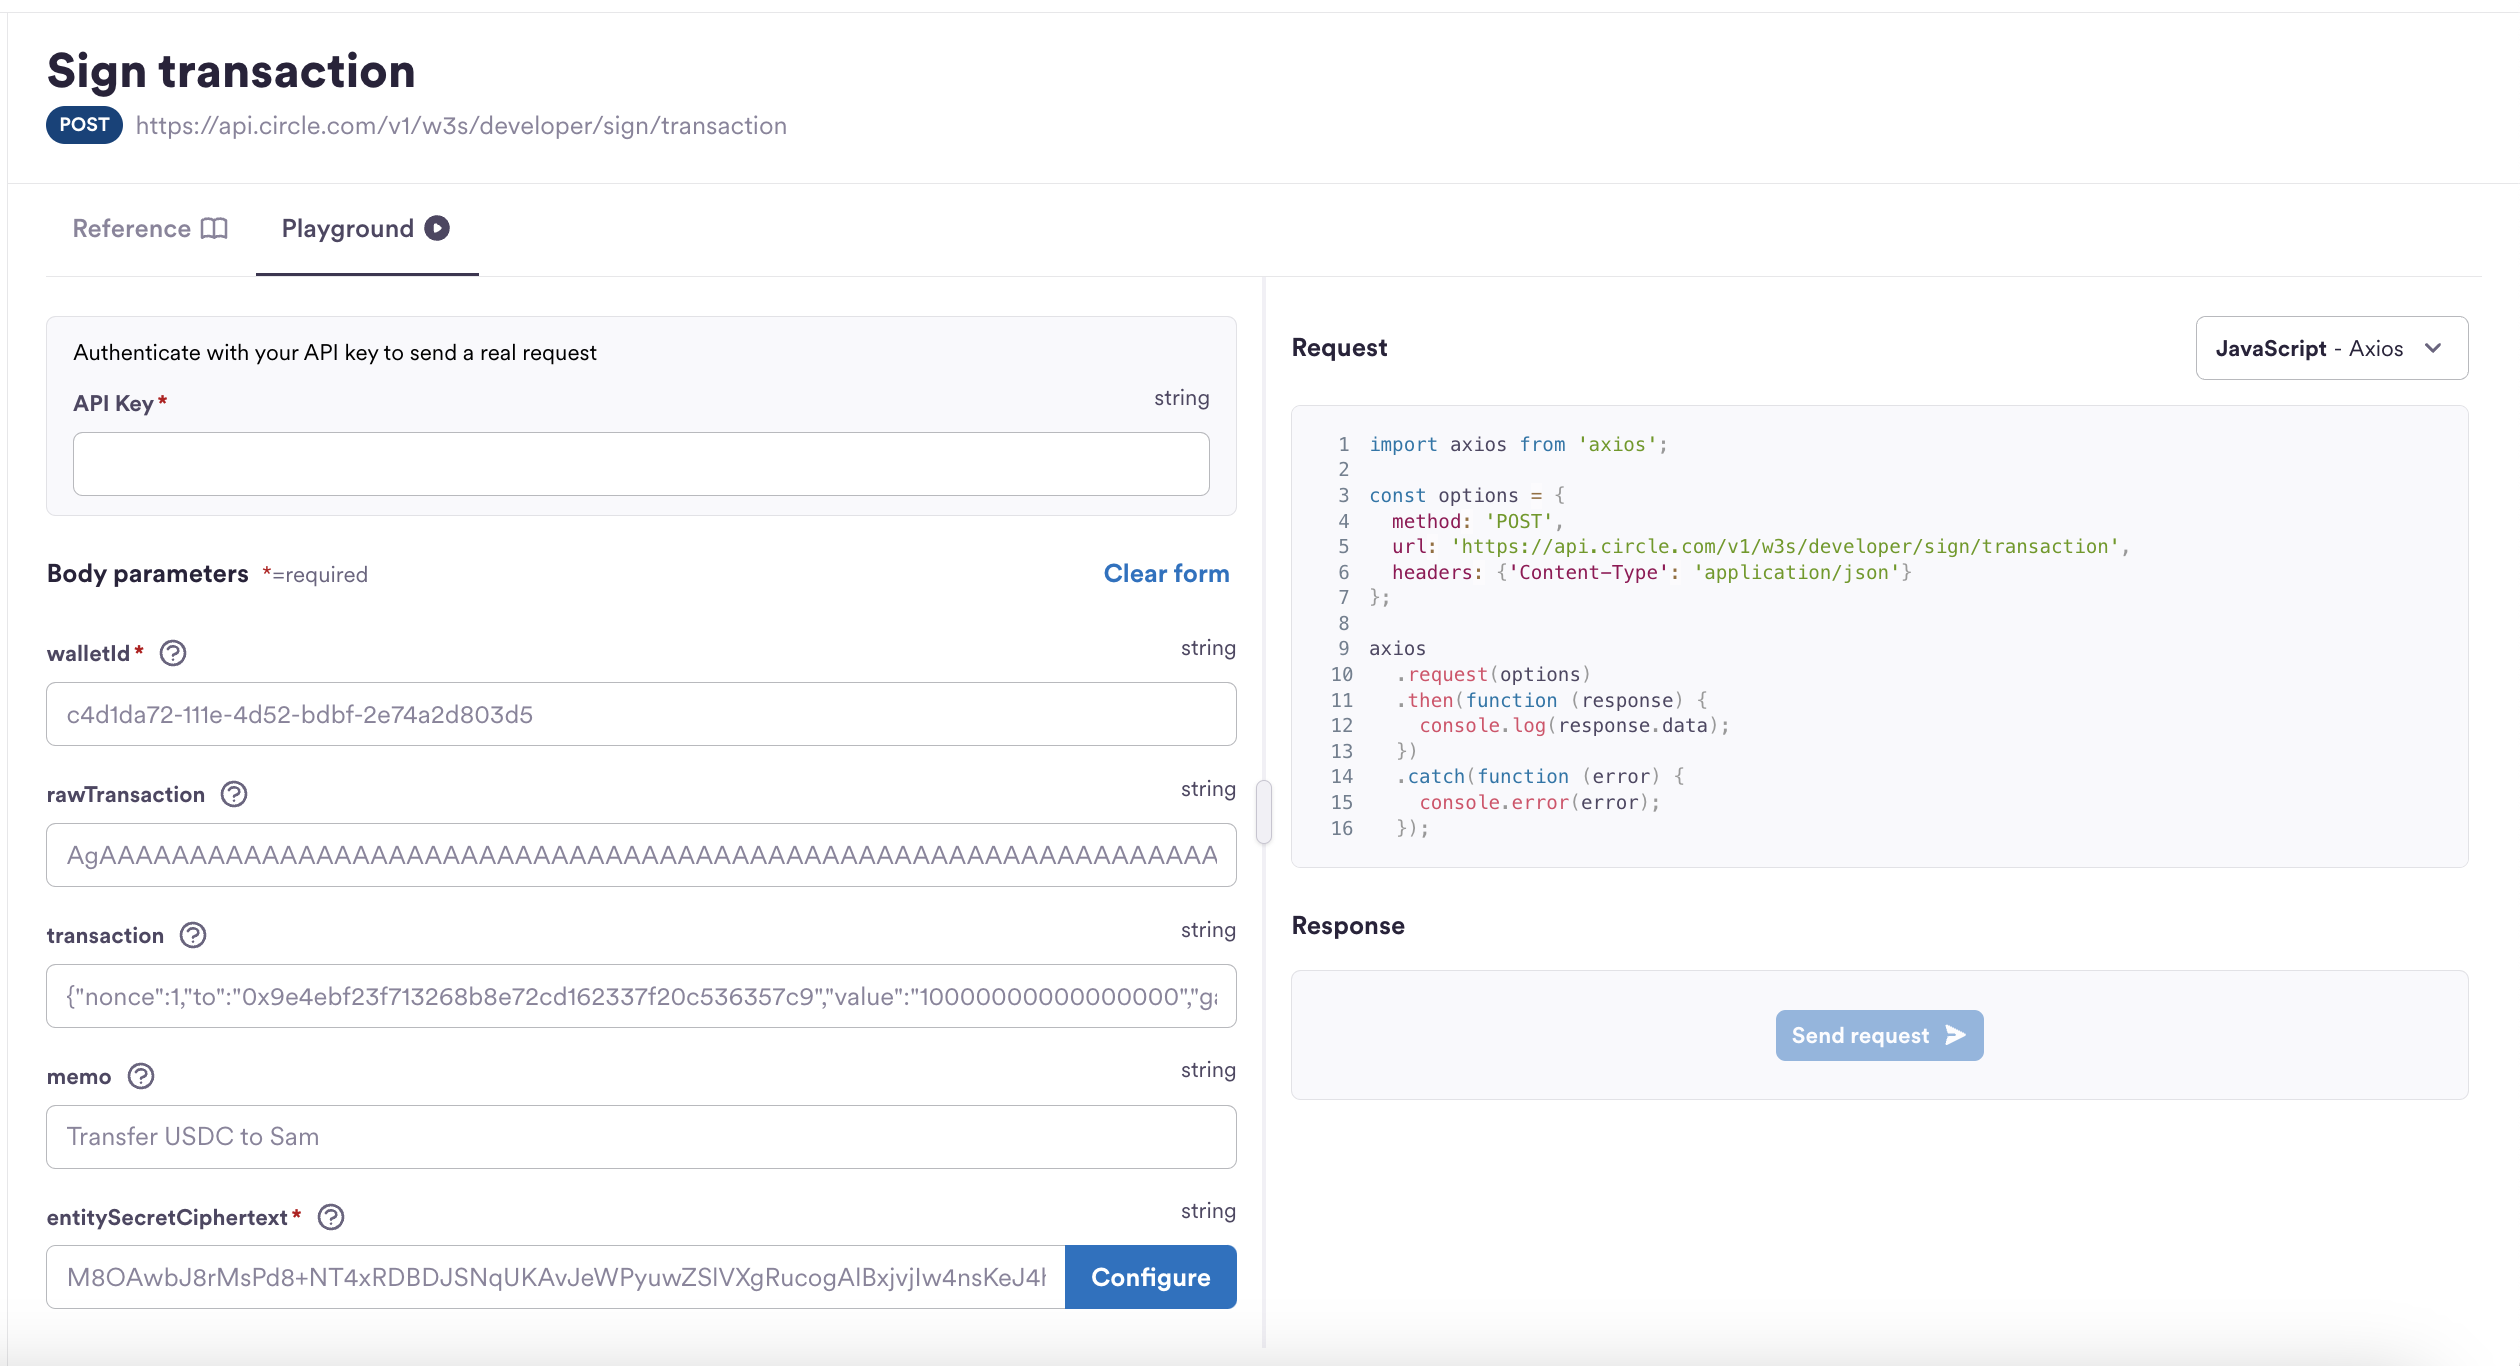 Sign transaction
POST https://api.circle.com/v1/w3s/developer/sign/transaction
Reference
Playground
Authenticate with your API key to send a real request
API Key* string
Body parameters *=required Clear form
walletId* string
c4d1da72-111e-4d52-bdbf-2e74a2d803d5
rawTransaction string
AgAAAAAAAAAAAAAAAAAAAAAAAAAAAAAAAAAAAAAAAAAAAAAAAAAAAAAAAAAAAAAA
transaction string
{"nonce":1,"to":"0x9e4ebf23f713268b8e72cd162337f20c536357c9","value":"10000000000000000","ga
memo string
Transfer USDC to Sam
entitySecretCiphertext* string
M8OAwbJ8rMsPd8+NT4xRDBDJSNqUKAvJeWPyuwZSlVXgRucogAlBxjvjIw4nsKeJ4h
Configure
Request
JavaScript - Axios
1 import axios from 'axios';
2
3 const options = {
4 method: 'POST',
5 url: 'https://api.circle.com/v1/w3s/developer/sign/transaction',
6 headers: {'Content-Type': 'application/json'}
7 };
8
9 axios
10 .request(options)
11 .then(function (response) {
12 console.log(response.data);
13 })
14 .catch(function (error) {
15 console.error(error);
16 });
Response
Send request